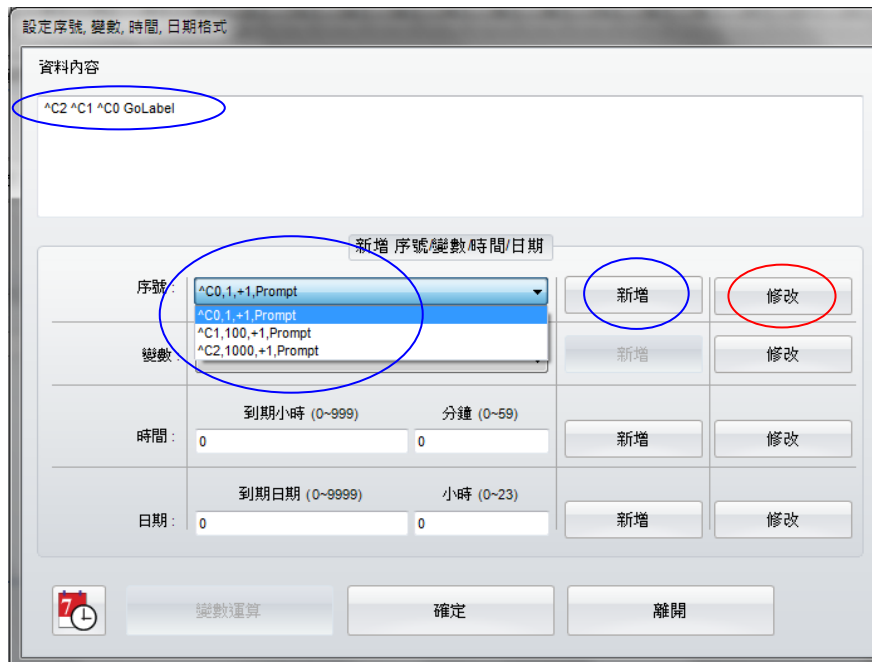 設定序號, 變數, 時間, 日期格式
資料內容
^C2 ^C1 ^C0 GoLabel
新增 序號/變數/時間/日期
序號 : ^C0,1,+1,Prompt 新增 修改
^C0,1,+1,Prompt
^C1,100,+1,Prompt
^C2,1000,+1,Prompt
變數 : 新增 修改
到期小時 (0~999) 分鐘 (0~59)
時間 : 0 0 新增 修改
到期日期 (0~9999) 小時 (0~23)
日期 : 0 0 新增 修改
7 變數運算 確定 離開